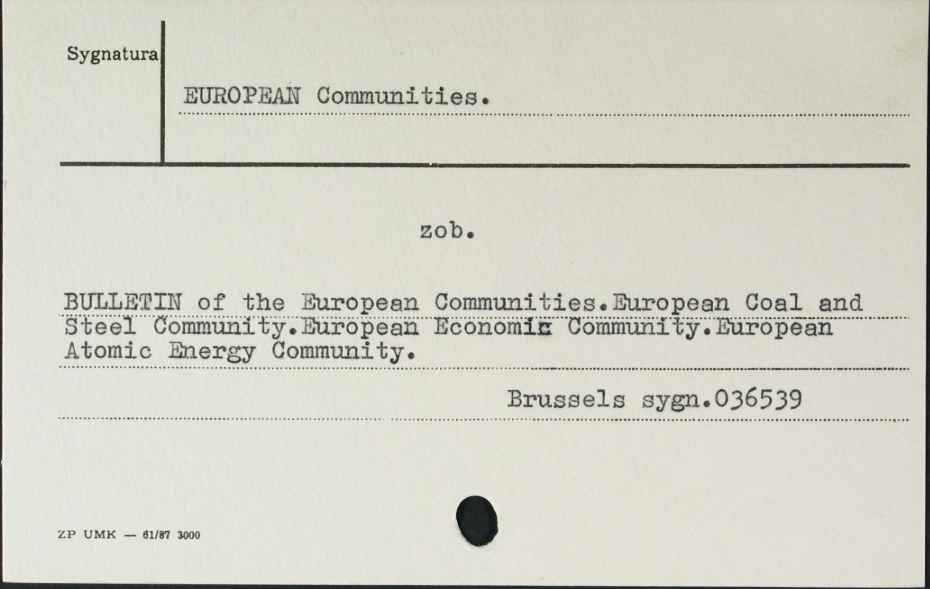 Sygnatura
EUROPEAN Communities.
zob.
BULLETIN of the European Communities.European Coal and
Steel Community.European Economic Community.European
Atomic Energy Community.
Brussels sygn.036539
ZP UMK — 61/87 3000